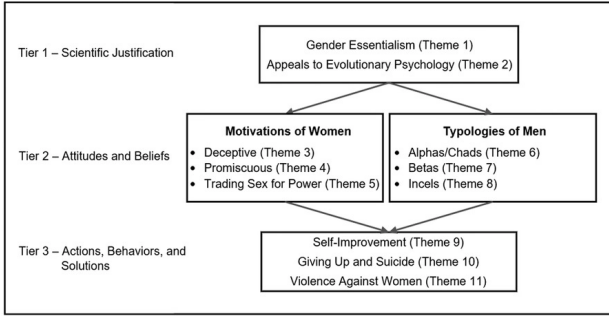 Tier 1 – Scientific Justification
Gender Essentialism (Theme 1)
Appeals to Evolutionary Psychology (Theme 2)
Tier 2 – Attitudes and Beliefs
Motivations of Women
• Deceptive (Theme 3)
• Promiscuous (Theme 4)
• Trading Sex for Power (Theme 5)
Typologies of Men
• Alphas/Chads (Theme 6)
• Betas (Theme 7)
• Incels (Theme 8)
Tier 3 – Actions, Behaviors, and
Solutions
Self-Improvement (Theme 9)
Giving Up and Suicide (Theme 10)
Violence Against Women (Theme 11)